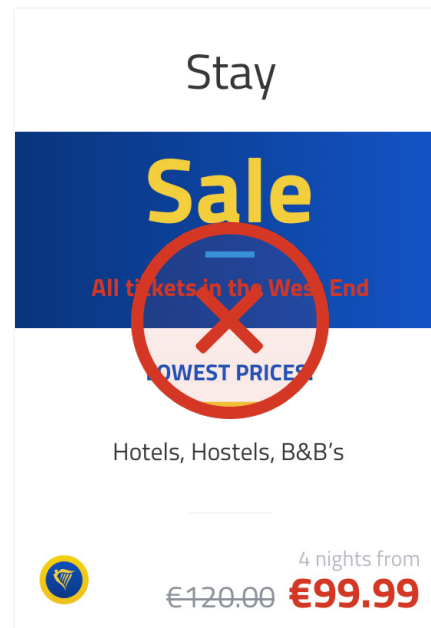 Stay
Sale
All tickets in the West End
LOWEST PRICES!
Hotels, Hostels, B&B’s
4 nights from
€120.00 €99.99